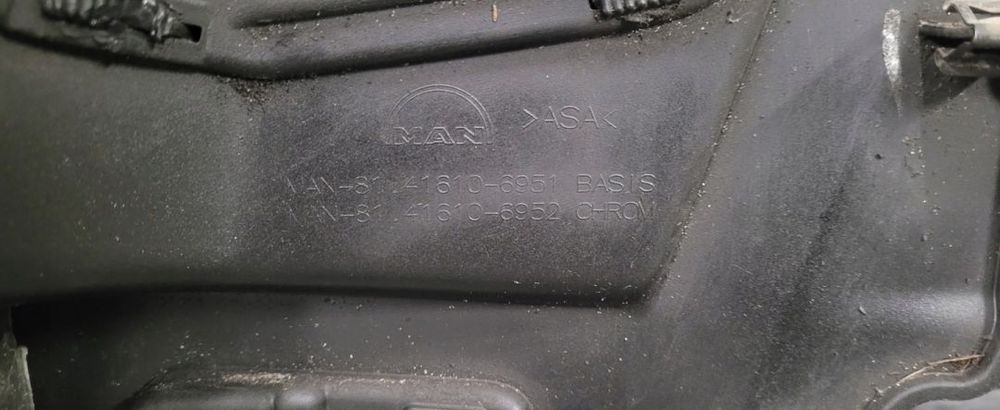 MAN >ASA<
MAN-81.41610-6951 BASIS
MAN-81.41610-6952 CHROM